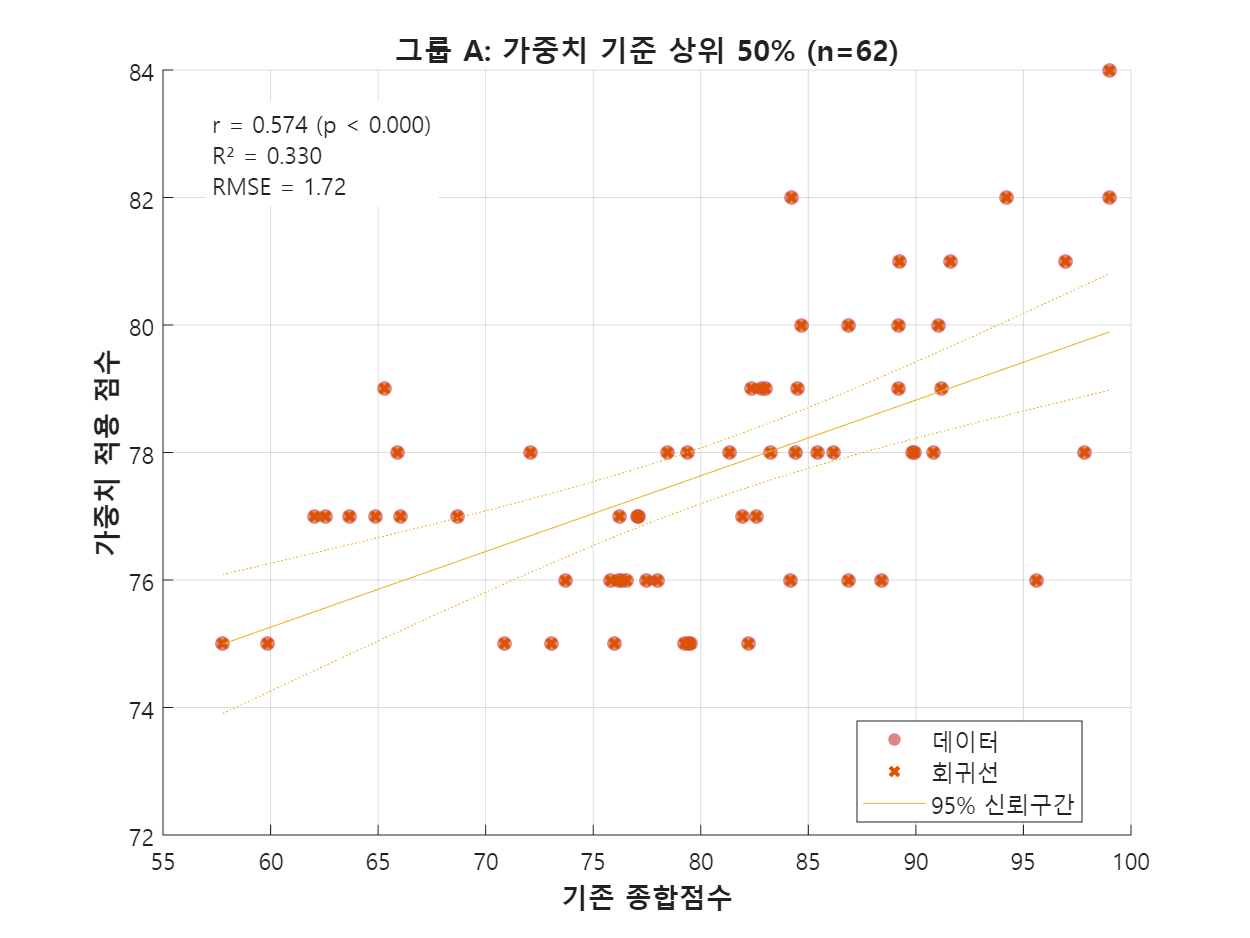 그룹 A: 가중치 기준 상위 50% (n=62)
84
r = 0.574 (p < 0.000)
R² = 0.330
RMSE = 1.72
82
80
78
76
74
72
가중치 적용 점수
데이터
회귀선
95% 신뢰구간
55 60 65 70 75 80 85 90 95 100
기존 종합점수